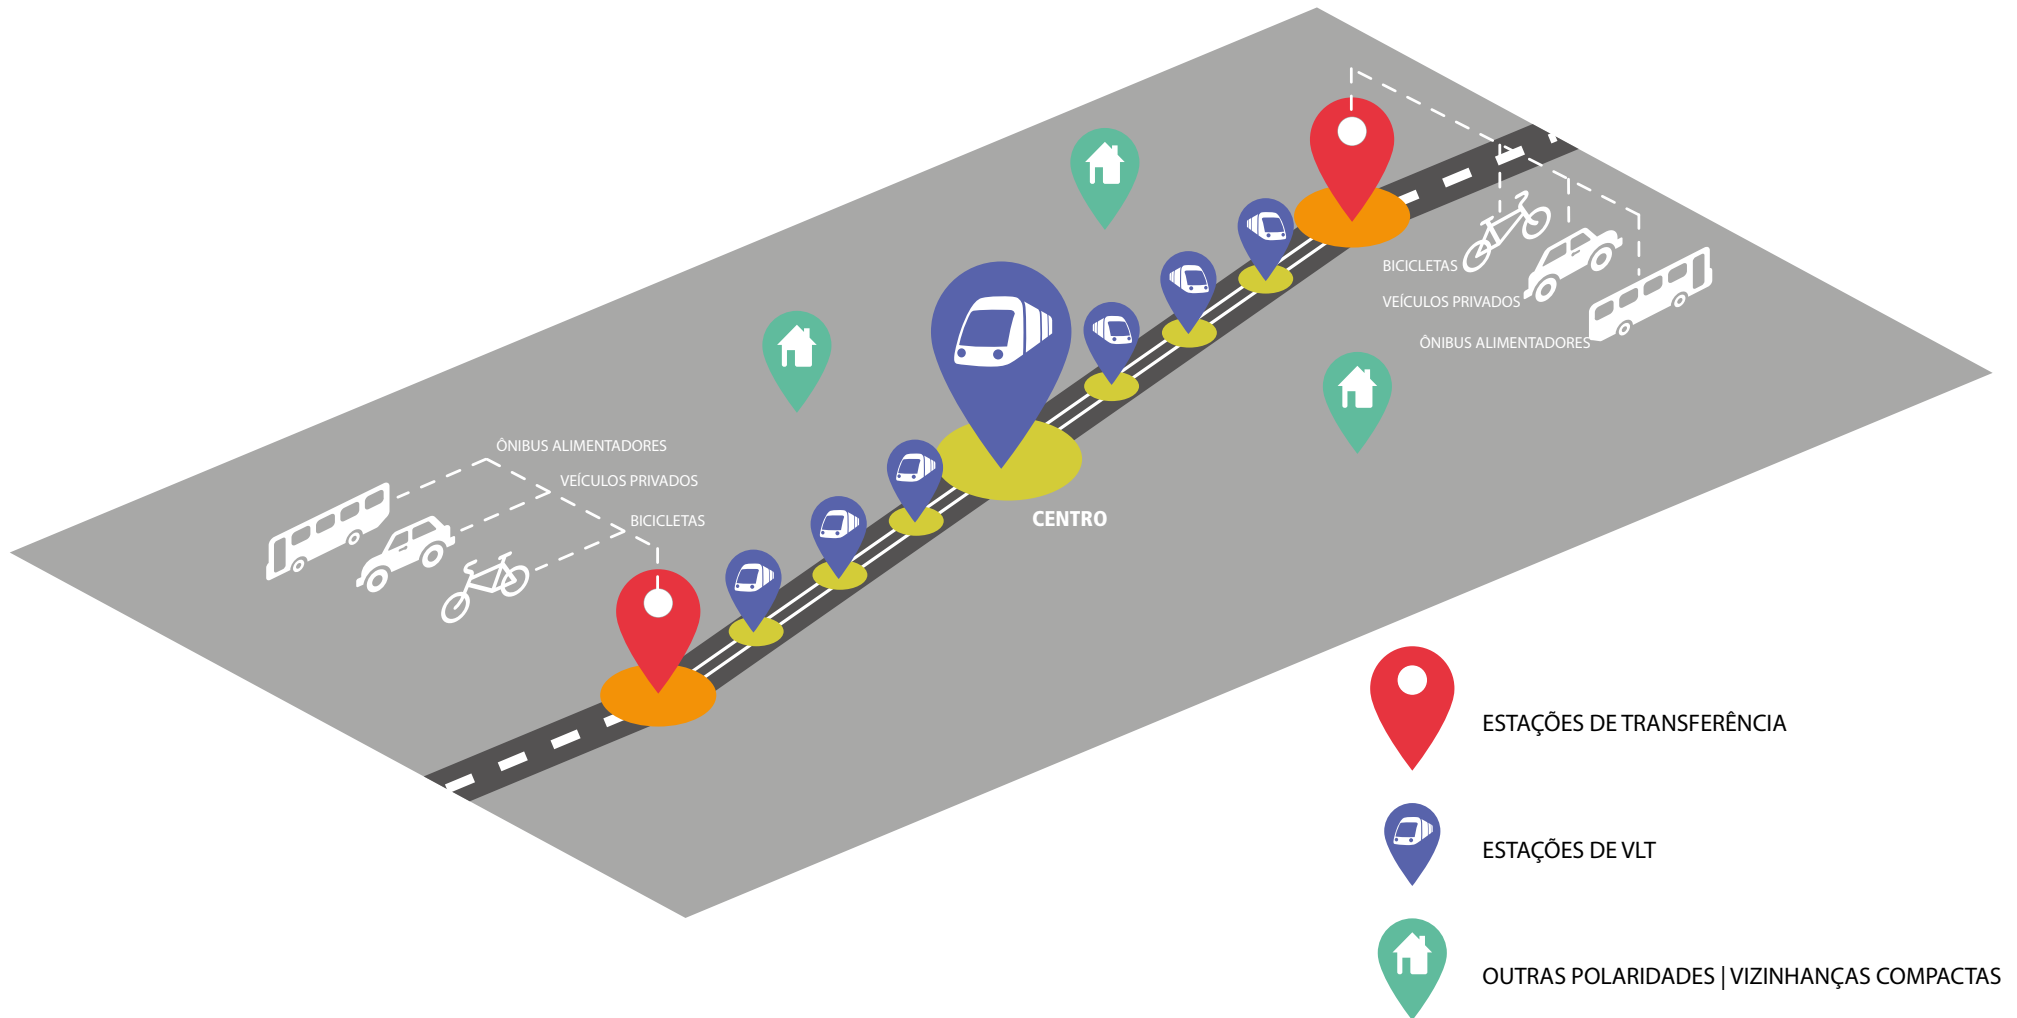 BICICLETAS
VEÍCULOS PRIVADOS
ÔNIBUS ALIMENTADORES
ÔNIBUS ALIMENTADORES
VEÍCULOS PRIVADOS
BICICLETAS
CENTRO
ESTAÇÕES DE TRANSFERÊNCIA
ESTAÇÕES DE VLT
OUTRAS POLARIDADES | VIZINHANÇAS COMPACTAS